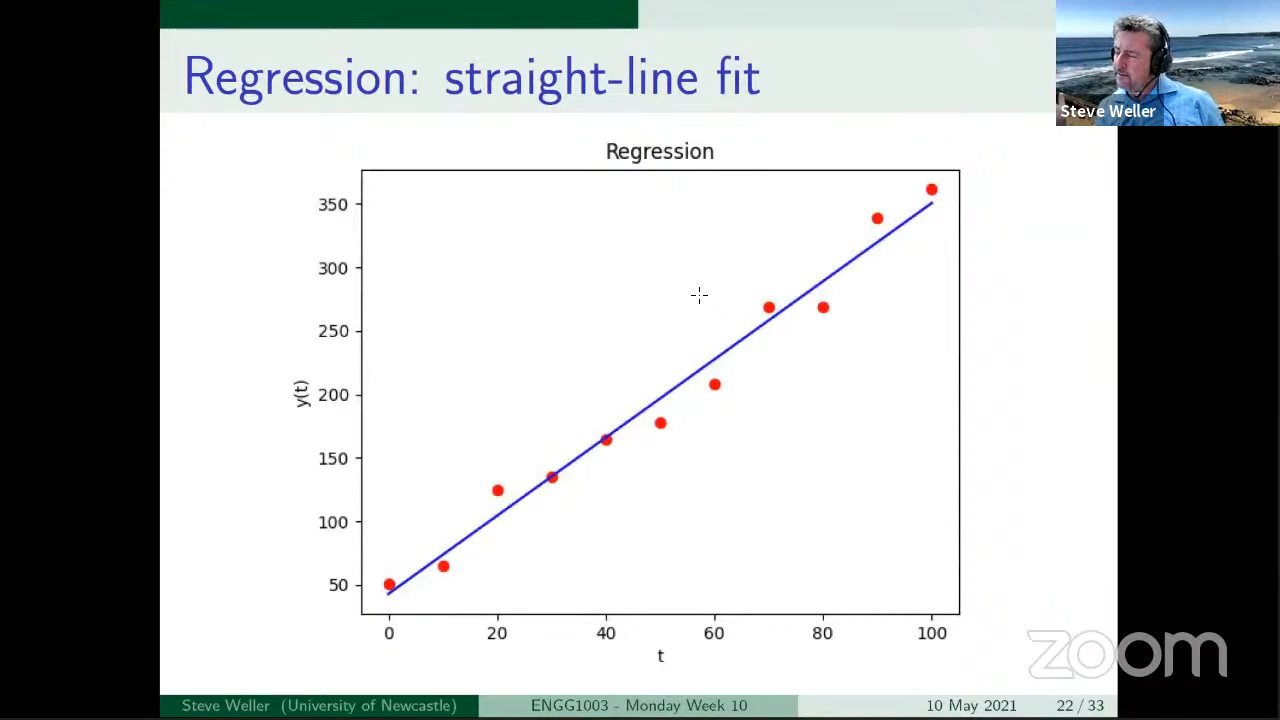 Regression: straight-line fit
Steve Weller
Regression
350
300
250
200
150
100
50
y(t)
0 20 40 60 80 100
t
zoom
Steve Weller (University of Newcastle) ENGG1003 - Monday Week 10 10 May 2021 22 / 33